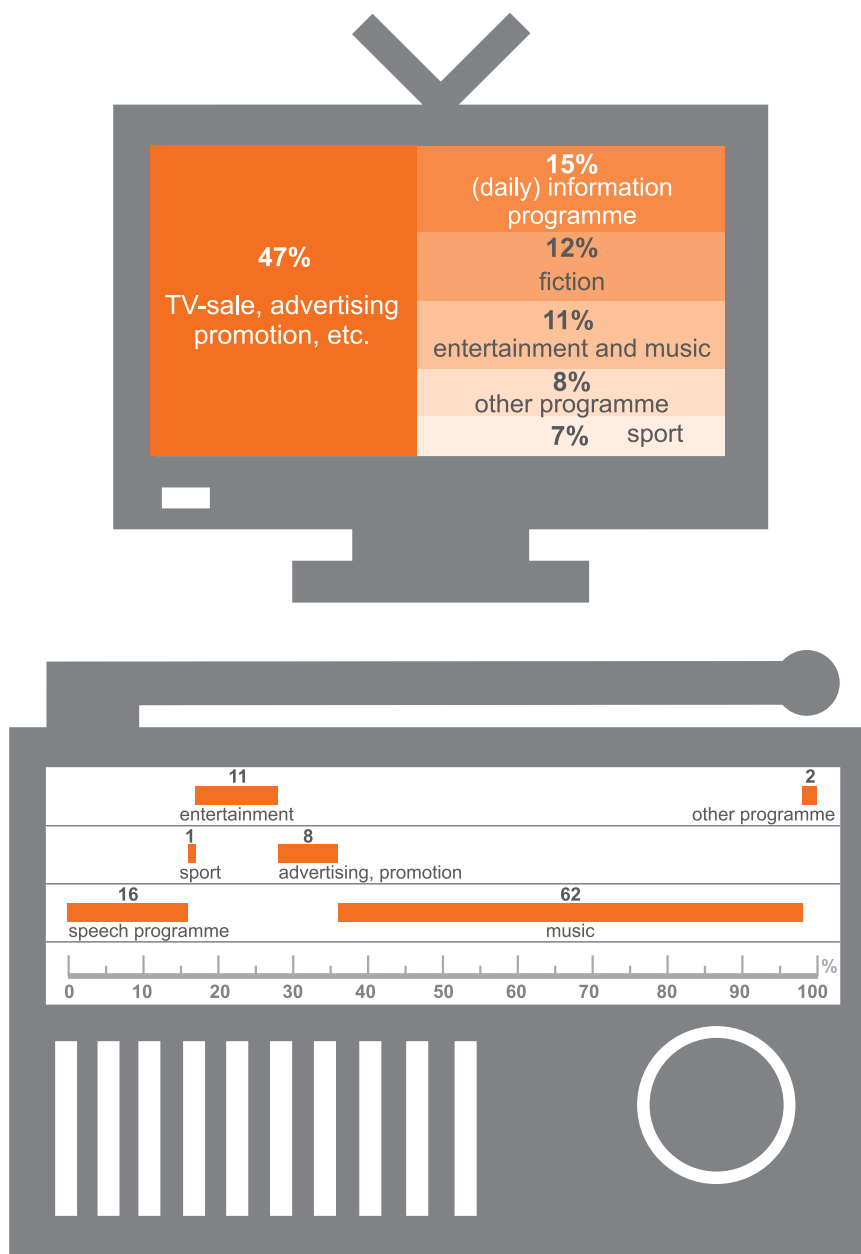 47%
TV-sale, advertising
promotion, etc.
15%
(daily) information
programme
12%
fiction
11%
entertainment and music
8%
other programme
7% sport
11 2
entertainment other programme
1 8
sport advertising, promotion
16 62
speech programme music
%
0 10 20 30 40 50 60 70 80 90 100